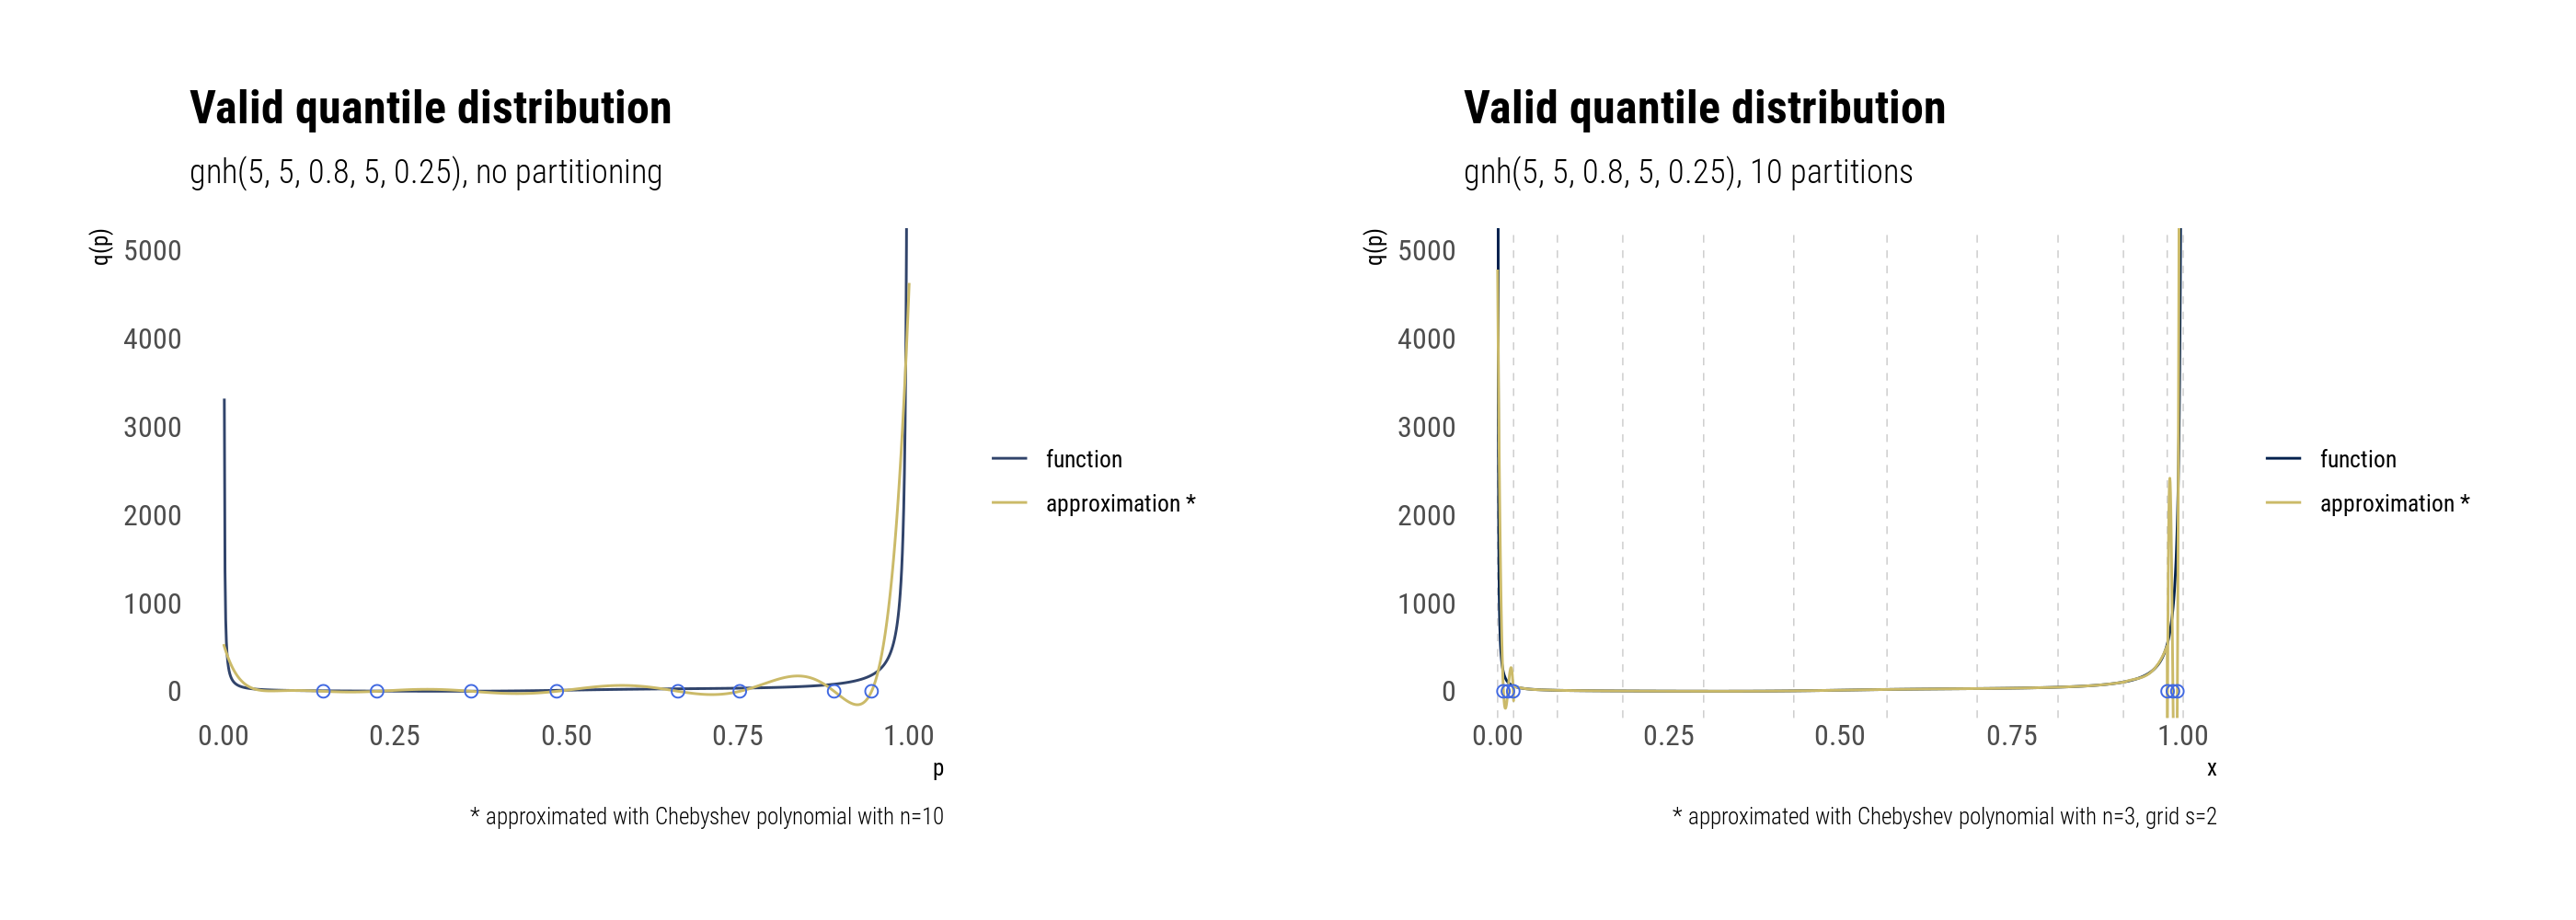 Valid quantile distribution
gnh(5, 5, 0.8, 5, 0.25), no partitioning
q(p)
5000
4000
3000
2000
1000
0
0.00 0.25 0.50 0.75 1.00
p
function
approximation *
* approximated with Chebyshev polynomial with n=10
Valid quantile distribution
gnh(5, 5, 0.8, 5, 0.25), 10 partitions
q(p)
5000
4000
3000
2000
1000
0
0.00 0.25 0.50 0.75 1.00
x
function
approximation *
* approximated with Chebyshev polynomial with n=3, grid s=2